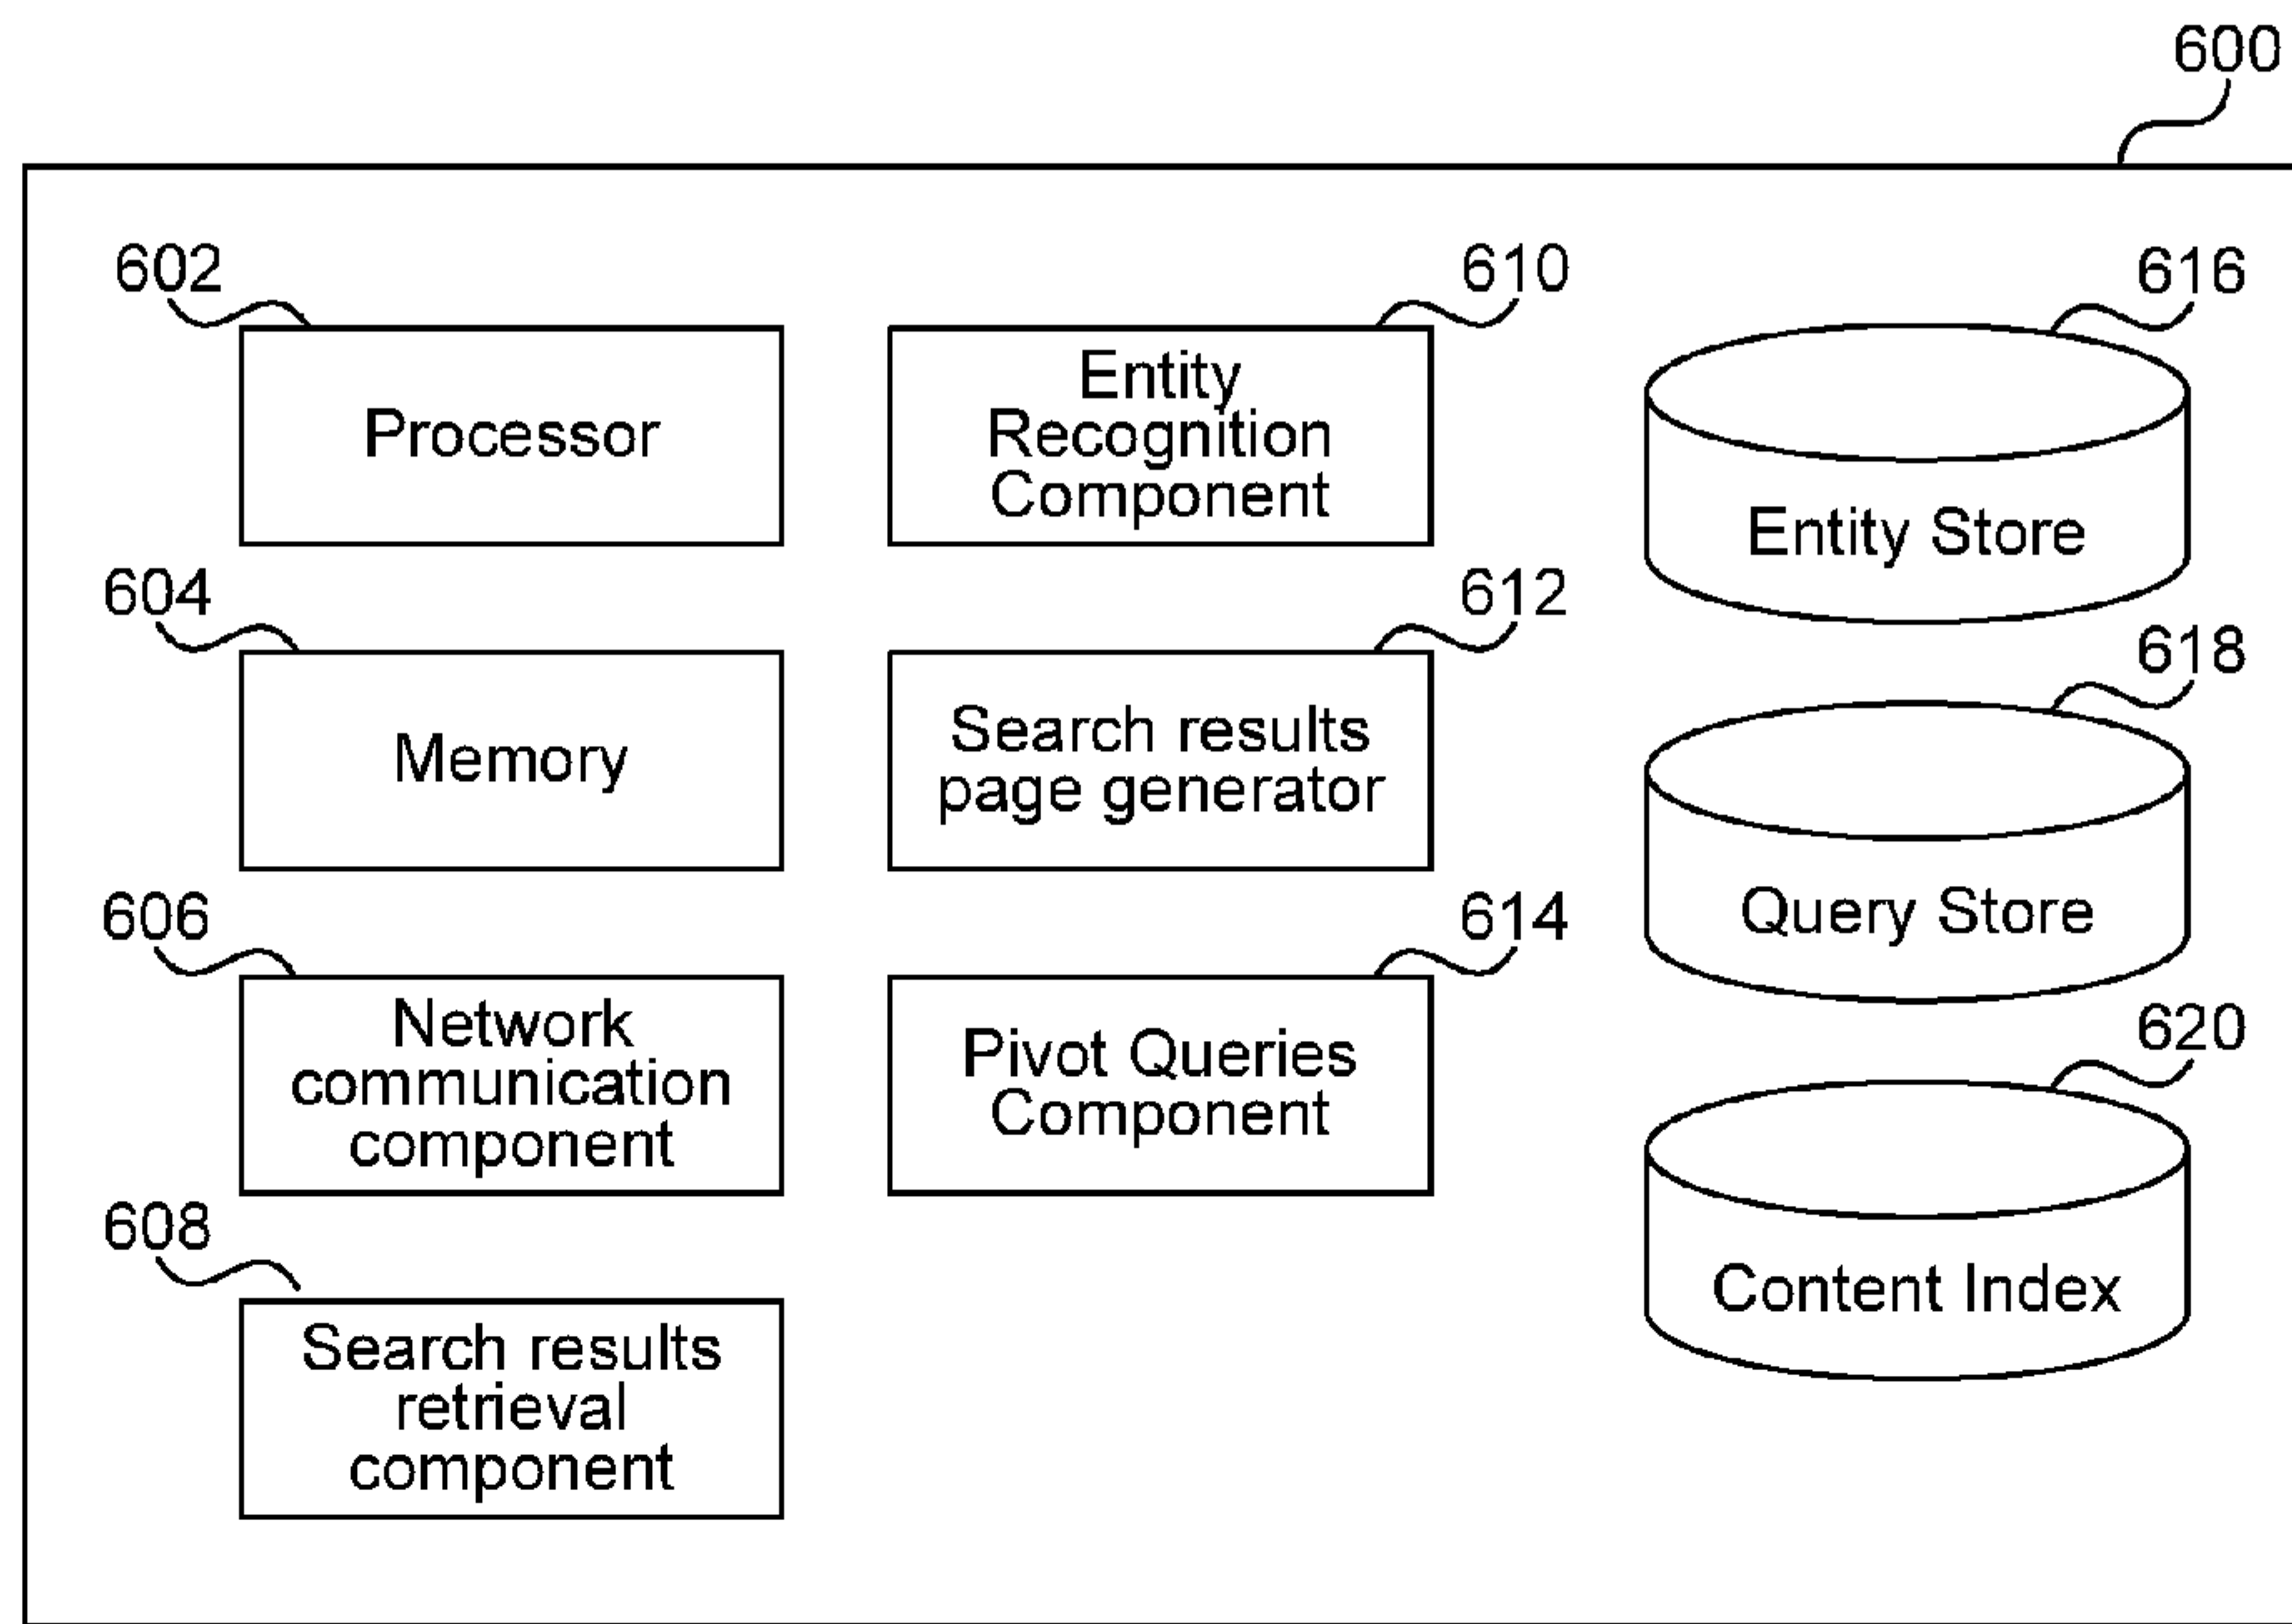 600
602
Processor
610
Entity
Recognition
Component
616
Entity Store
604
Memory
612
Search results
page generator
618
Query Store
606
Network
communication
component
614
Pivot Queries
Component
620
Content Index
608
Search results
retrieval
component